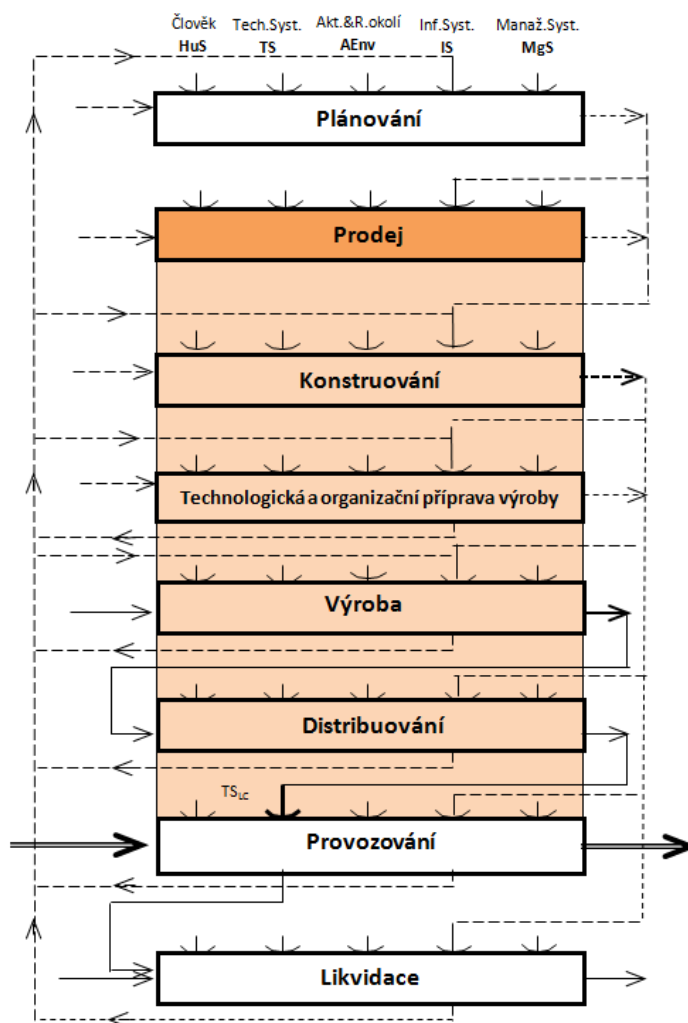 Člověk Tech.Syst. Akt.&R.okolí Inf.Syst. Manaž.Syst.
HuS TS AEnv IS MgS
Plánování
Prodej
Konstruování
Technologická a organizační příprava výroby
Výroba
Distribuování
TSLC
Provozování
Likvidace